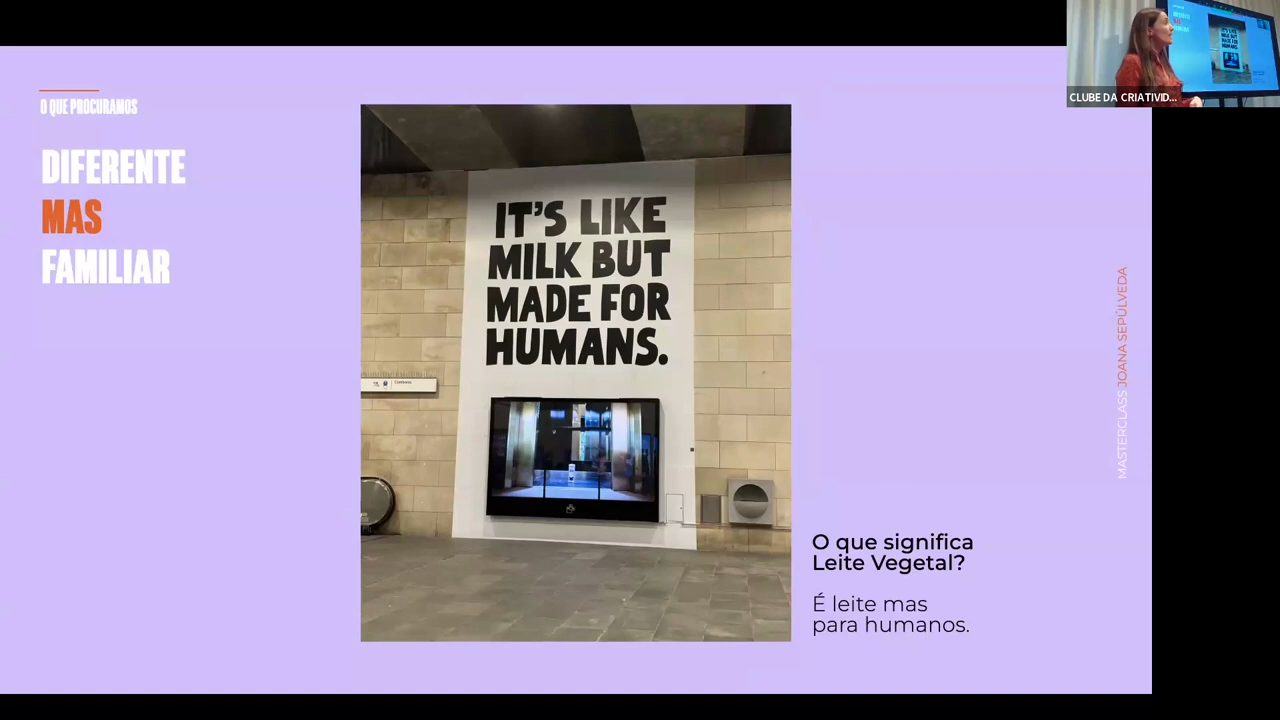 O QUE PROCURAMOS
DIFERENTE
MAS
FAMILIAR
IT'S LIKE
MILK BUT
MADE FOR
HUMANS.
O que significa
Leite Vegetal?
É leite mas
para humanos.
MASTERCLASS JOANA SEPÚLVEDA
CLUBE DA CRIATIVID...